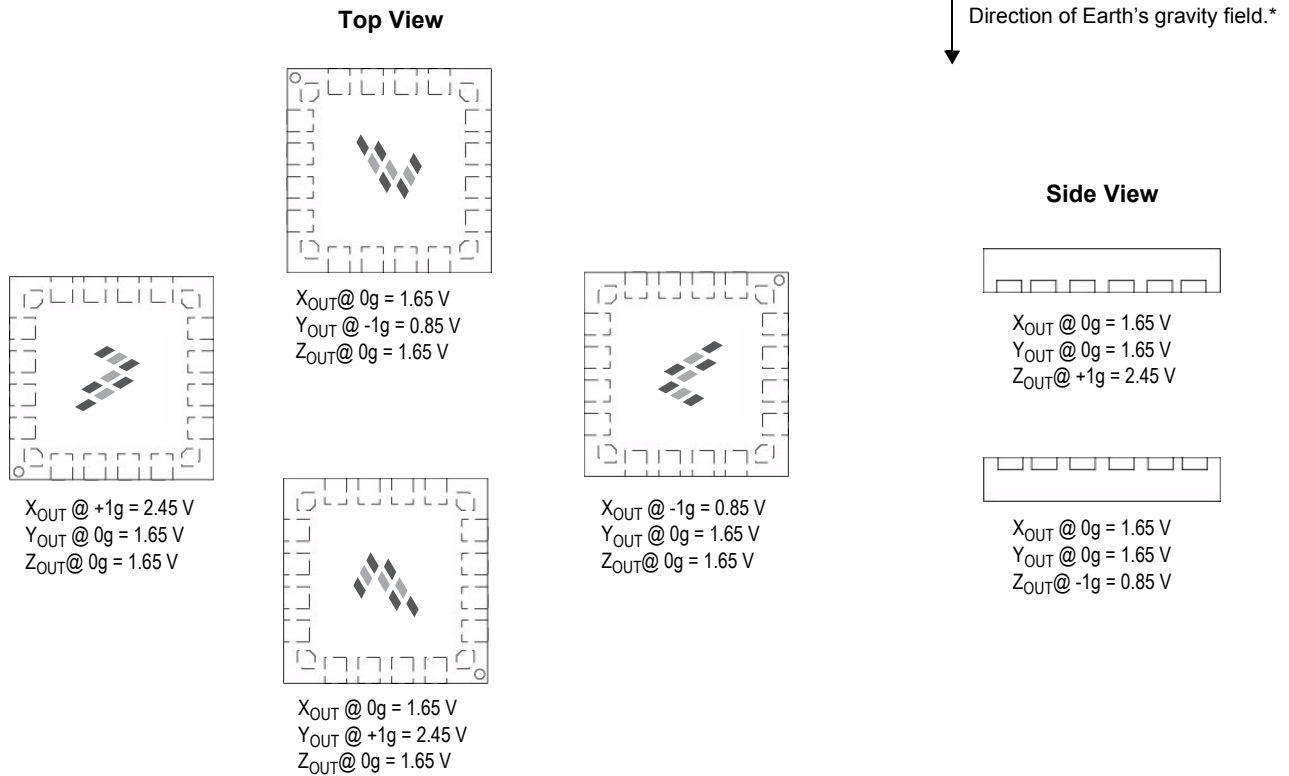 Top View
Direction of Earth's gravity field.*
X_OUT@ 0g = 1.65 V
Y_OUT @ -1g = 0.85 V
Z_OUT@ 0g = 1.65 V
X_OUT @ +1g = 2.45 V
Y_OUT @ 0g = 1.65 V
Z_OUT@ 0g = 1.65 V
X_OUT @ -1g = 0.85 V
Y_OUT @ 0g = 1.65 V
Z_OUT@ 0g = 1.65 V
X_OUT @ 0g = 1.65 V
Y_OUT @ +1g = 2.45 V
Z_OUT@ 0g = 1.65 V
Side View
X_OUT @ 0g = 1.65 V
Y_OUT @ 0g = 1.65 V
Z_OUT@ +1g = 2.45 V
X_OUT @ 0g = 1.65 V
Y_OUT @ 0g = 1.65 V
Z_OUT@ -1g = 0.85 V